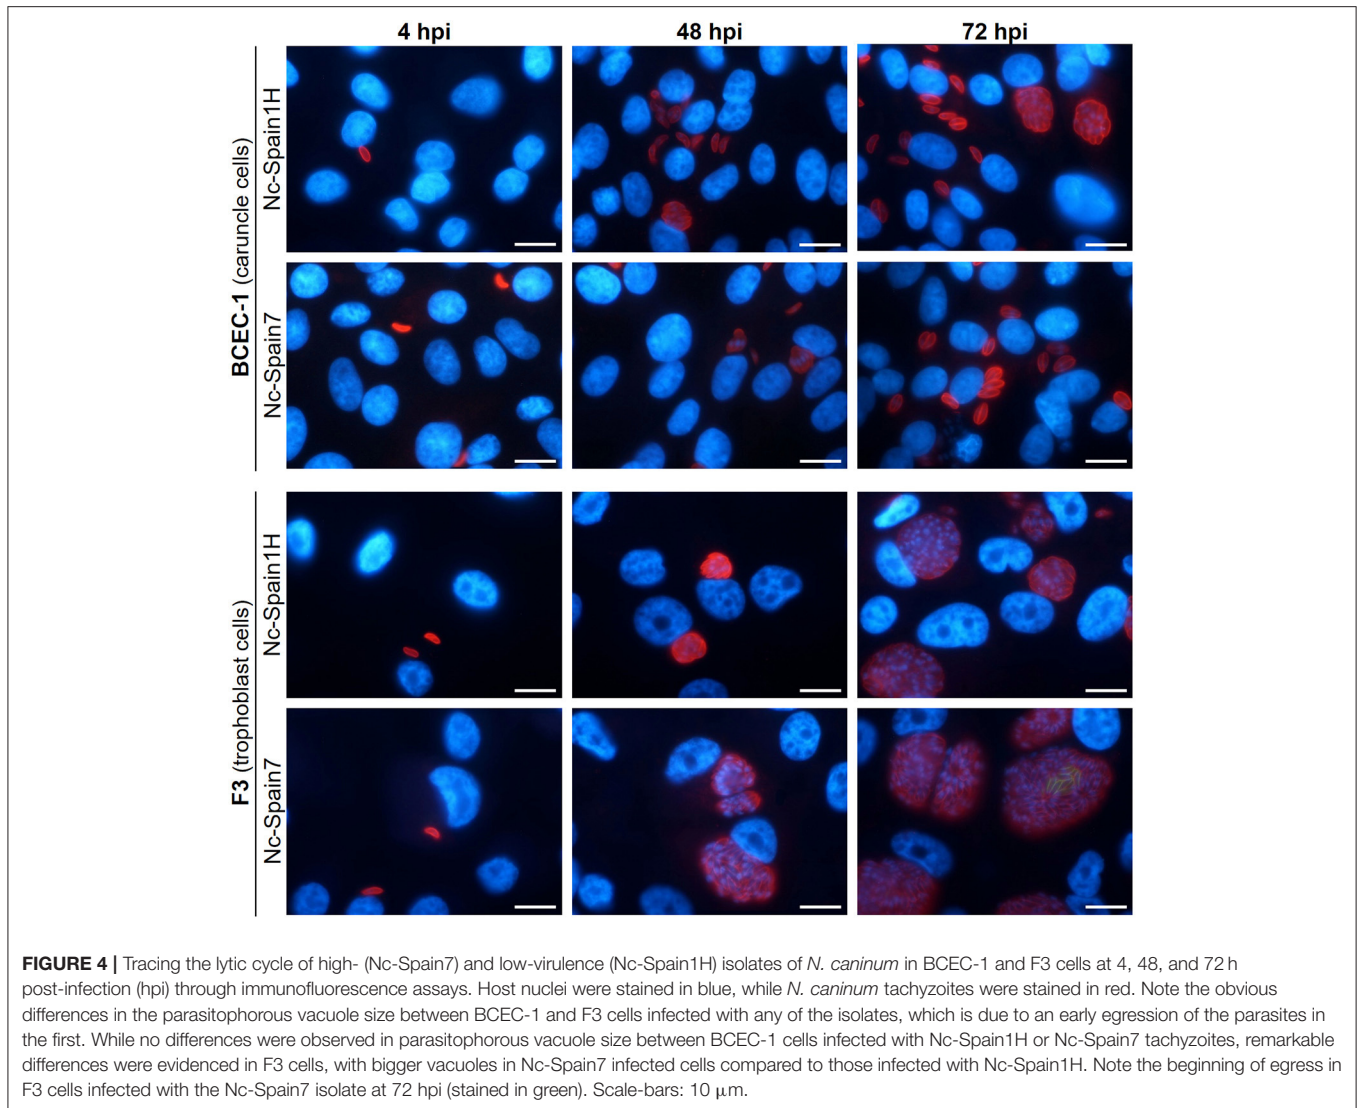 4 hpi 48 hpi 72 hpi
BCEC-1 (caruncle cells)
Nc-Spain1H
Nc-Spain7
F3 (trophoblast cells)
Nc-Spain1H
Nc-Spain7
FIGURE 4 | Tracing the lytic cycle of high- (Nc-Spain7) and low-virulence (Nc-Spain1H) isolates of N. caninum in BCEC-1 and F3 cells at 4, 48, and 72 h
post-infection (hpi) through immunofluorescence assays. Host nuclei were stained in blue, while N. caninum tachyzoites were stained in red. Note the obvious
differences in the parasitophorous vacuole size between BCEC-1 and F3 cells infected with any of the isolates, which is due to an early egression of the parasites in
the first. While no differences were observed in parasitophorous vacuole size between BCEC-1 cells infected with Nc-Spain1H or Nc-Spain7 tachyzoites, remarkable
differences were evidenced in F3 cells, with bigger vacuoles in Nc-Spain7 infected cells compared to those infected with Nc-Spain1H. Note the beginning of egress in
F3 cells infected with the Nc-Spain7 isolate at 72 hpi (stained in green). Scale-bars: 10 μm.